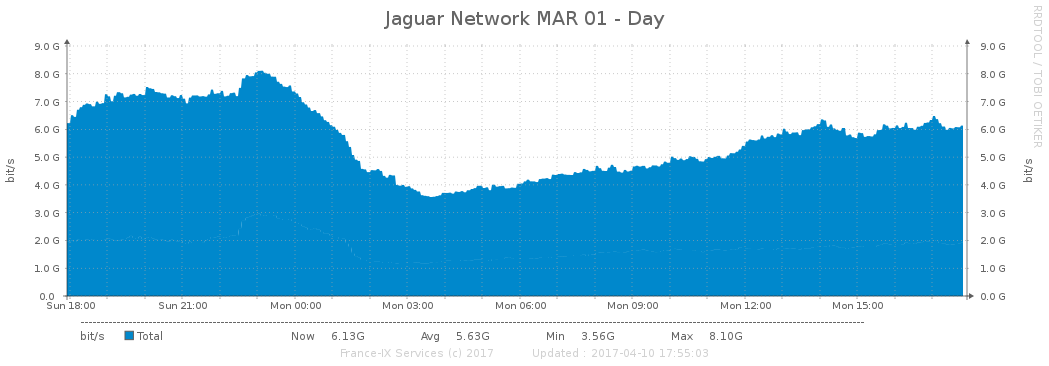 Jaguar Network MAR 01 - Day
RRDTOOL / TOBI OETIKER
bit/s
9.0 G 9.0 G
8.0 G 8.0 G
7.0 G 7.0 G
6.0 G 6.0 G
5.0 G 5.0 G
4.0 G 4.0 G
3.0 G 3.0 G
2.0 G 2.0 G
1.0 G 1.0 G
0.0 0.0 G
bit/s
Sun 18:00 Sun 21:00 Mon 00:00 Mon 03:00 Mon 06:00 Mon 09:00 Mon 12:00 Mon 15:00
bit/s Total Now 6.13G Avg 5.63G Min 3.56G Max 8.10G
France-IX Services (c) 2017 Updated : 2017-04-10 17:55:03